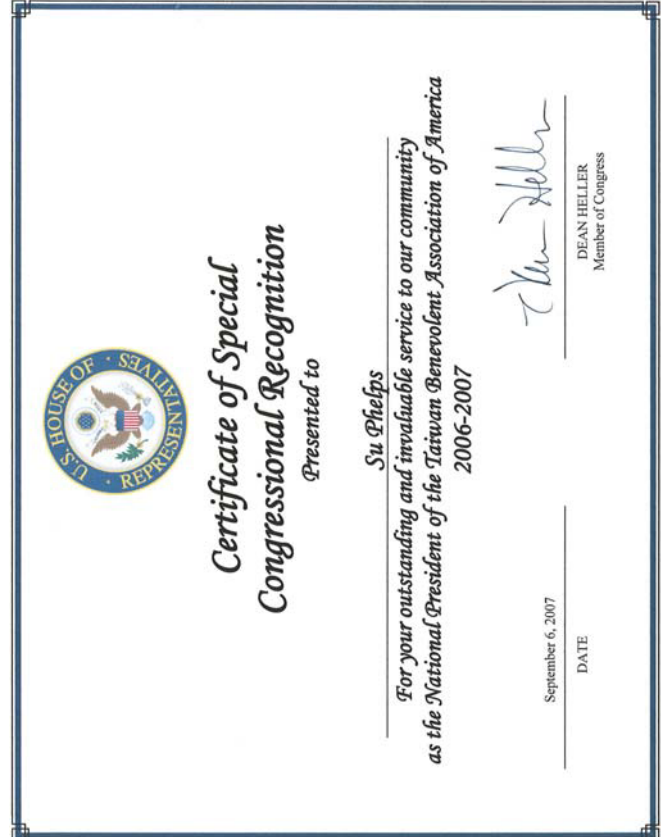 U.S. HOUSE OF REPRESENTATIVES
Certificate of Special
Congressional Recognition
Presented to
Su Phelps
For your outstanding and invaluable service to our community
as the National President of the Taiwan Benevolent Association of America
2006-2007
Dean Heller
September 6, 2007
DATE
DEAN HELLER
Member of Congress